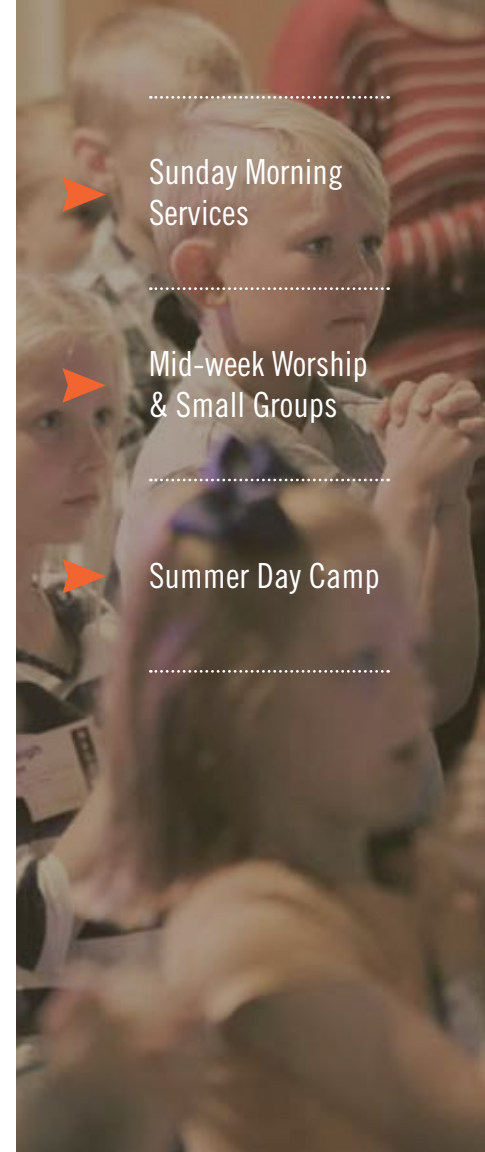 Sunday Morning
Services
Mid-week Worship
& Small Groups
Summer Day Camp